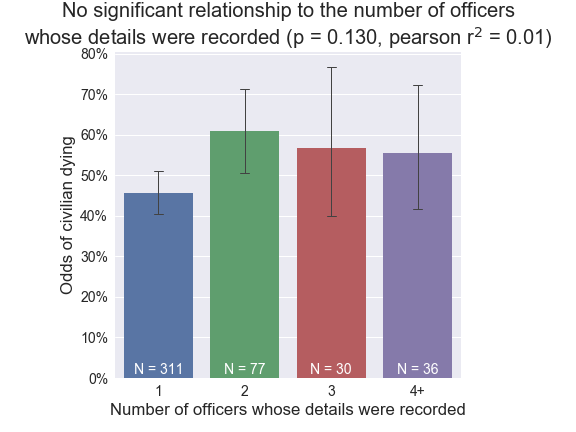 No significant relationship to the number of officers
whose details were recorded (p = 0.130, pearson r² = 0.01)
80%
70%
60%
50%
40%
30%
20%
10%
0%
Odds of civilian dying
N = 311
N = 77
N = 30
N = 36
1
2
3
4+
Number of officers whose details were recorded